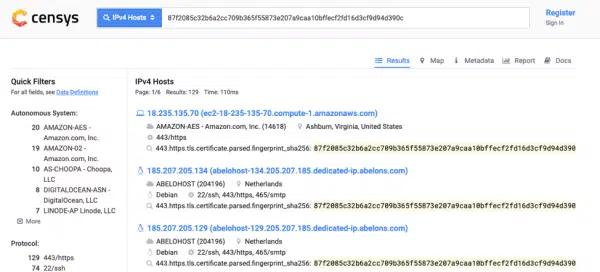 censys
IPv4 Hosts
87f2085c32b6a2cc709b365f55873e207a9caa10bffecf2fd16d3cf9d94d390c
Register
Sign In
Results Map Metadata Report Docs
Quick Filters
For all fields, see Data Definitions
Autonomous System:
20 AMAZON-AES - Amazon.com, Inc.
19 AMAZON-02 - Amazon.com, Inc.
10 AS-CHOOPA - Choopa, LLC
8 DIGITALOCEAN-ASN - DigitalOcean, LLC
7 LINODE-AP Linode, LLC
More
Protocol:
129 443/https
74 22/ssh
IPv4 Hosts
Page: 1/6 Results: 129 Time: 110ms
18.235.135.70 (ec2-18-235-135-70.compute-1.amazonaws.com)
AMAZON-AES - Amazon.com, Inc. (14618) Ashburn, Virginia, United States
443/https
443.https.tls.certificate.parsed.fingerprint_sha256: 87f2085c32b6a2cc709b365f55873e207a9caa10bffecf2fd16d3cf9d94d390
185.207.205.134 (abelohost-134.205.207.185.dedicated-ip.abelons.com)
ABELOHOST (204196) Netherlands
Debian 22/ssh, 443/https, 465/smtp
443.https.tls.certificate.parsed.fingerprint_sha256: 87f2085c32b6a2cc709b365f55873e207a9caa10bffecf2fd16d3cf9d94d390
185.207.205.129 (abelohost-129.205.207.185.dedicated-ip.abelons.com)
ABELOHOST (204196) Netherlands
Debian 22/ssh, 443/https, 465/smtp
443.https.tls.certificate.parsed.fingerprint_sha256: 87f2085c32b6a2cc709b365f55873e207a9caa10bffecf2fd16d3cf9d94d390